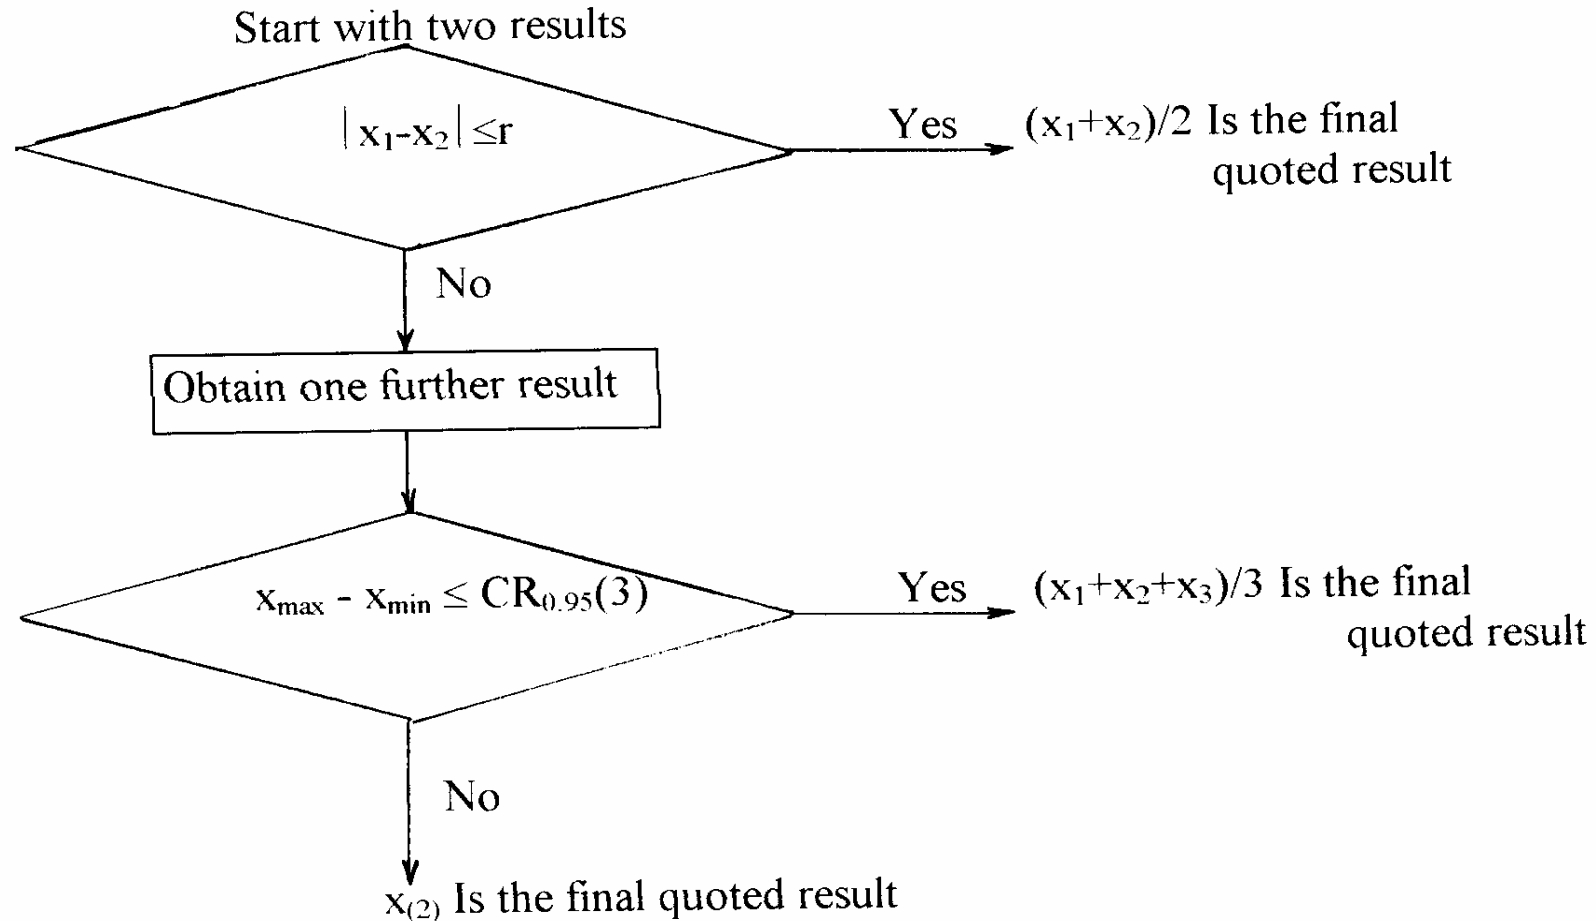 Start with two results
|x₁-x₂| ≤r
Yes
(x₁+x₂)/2 Is the final
quoted result
No
Obtain one further result
xmax - xmin ≤ CR0.95(3)
Yes
(x₁+x₂+x₃)/3 Is the final
quoted result
No
x(2) Is the final quoted result